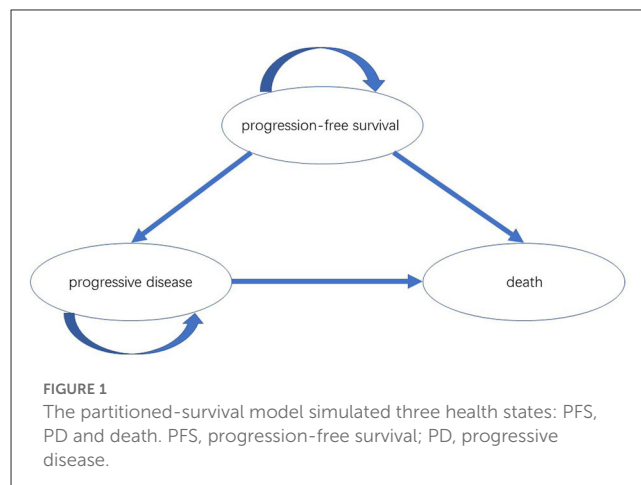 progression-free survival
progressive disease
death
FIGURE 1
The partitioned-survival model simulated three health states: PFS,
PD and death. PFS, progression-free survival; PD, progressive
disease.